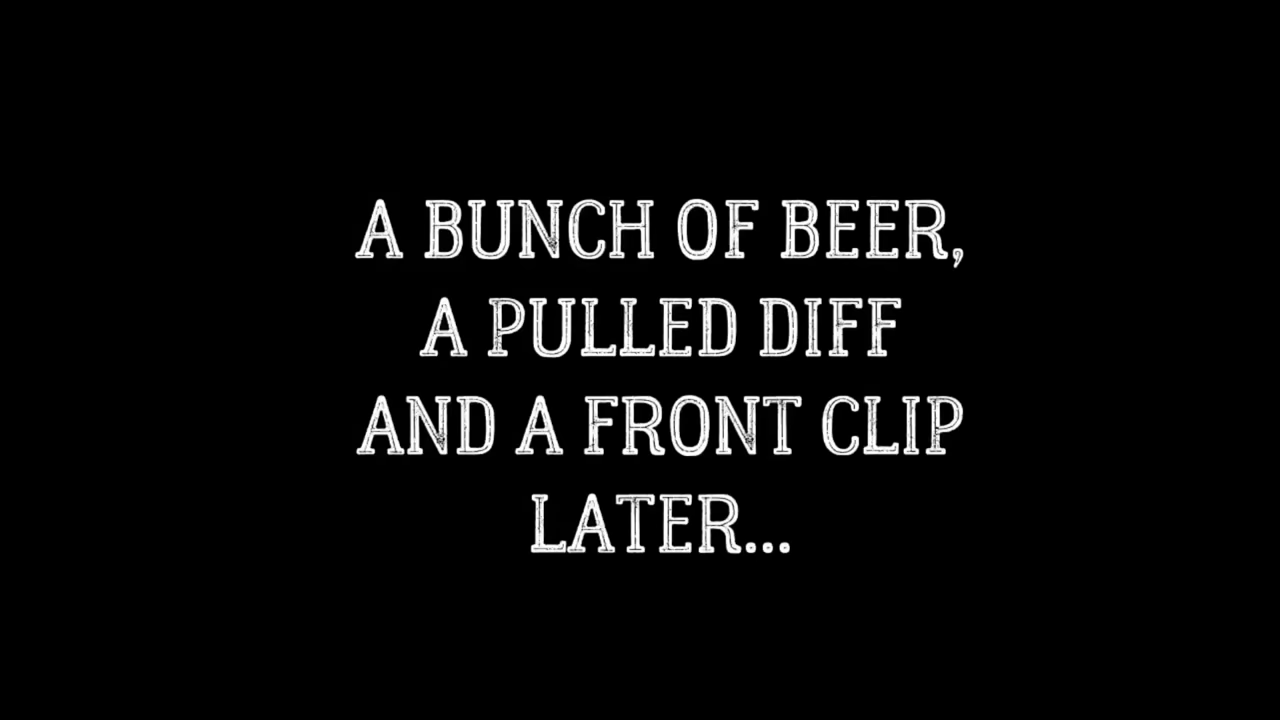 A BUNCH OF BEER,
A PULLED DIFF
AND A FRONT CLIP
LATER...